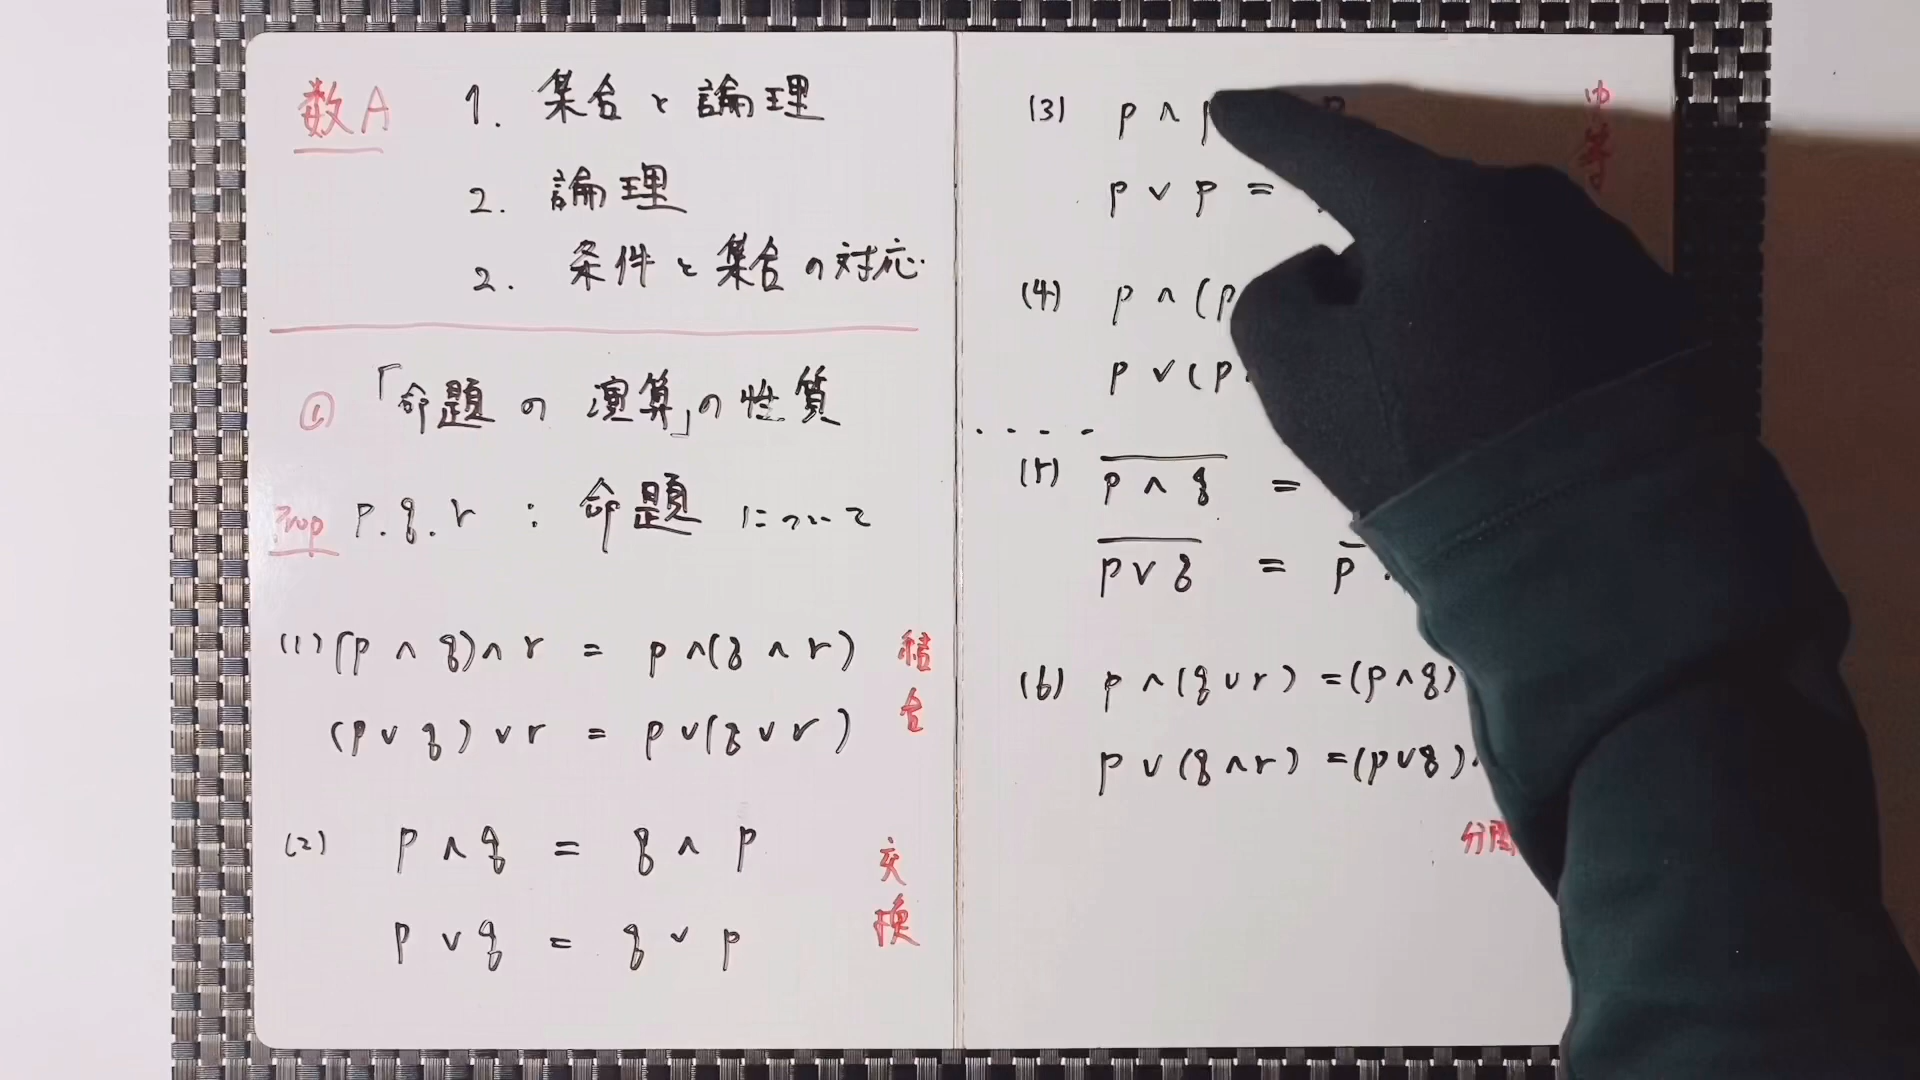 数A 1. 集合と論理
2. 論理
2. 条件と集合の対応.
① 「命題の演算」の性質
Prop p.q.r : 命題 について
(1) (p ∧ q) ∧ r = p ∧ (q ∧ r) 結合
(p ∨ q) ∨ r = p ∨ (q ∨ r)
(2) p ∧ q = q ∧ p 交換
p ∨ q = q ∨ p
(3) p ∧ p
p ∨ p =
(4) p ∧ (p
p ∨ (p
....
(5) p̅ ̅∧̅ ̅q̅ =
p̅ ̅∨̅ ̅q̅ = p̅
(6) p ∧ (q ∨ r) = (p ∧ q)
p ∨ (q ∧ r) = (p ∨ q)
分